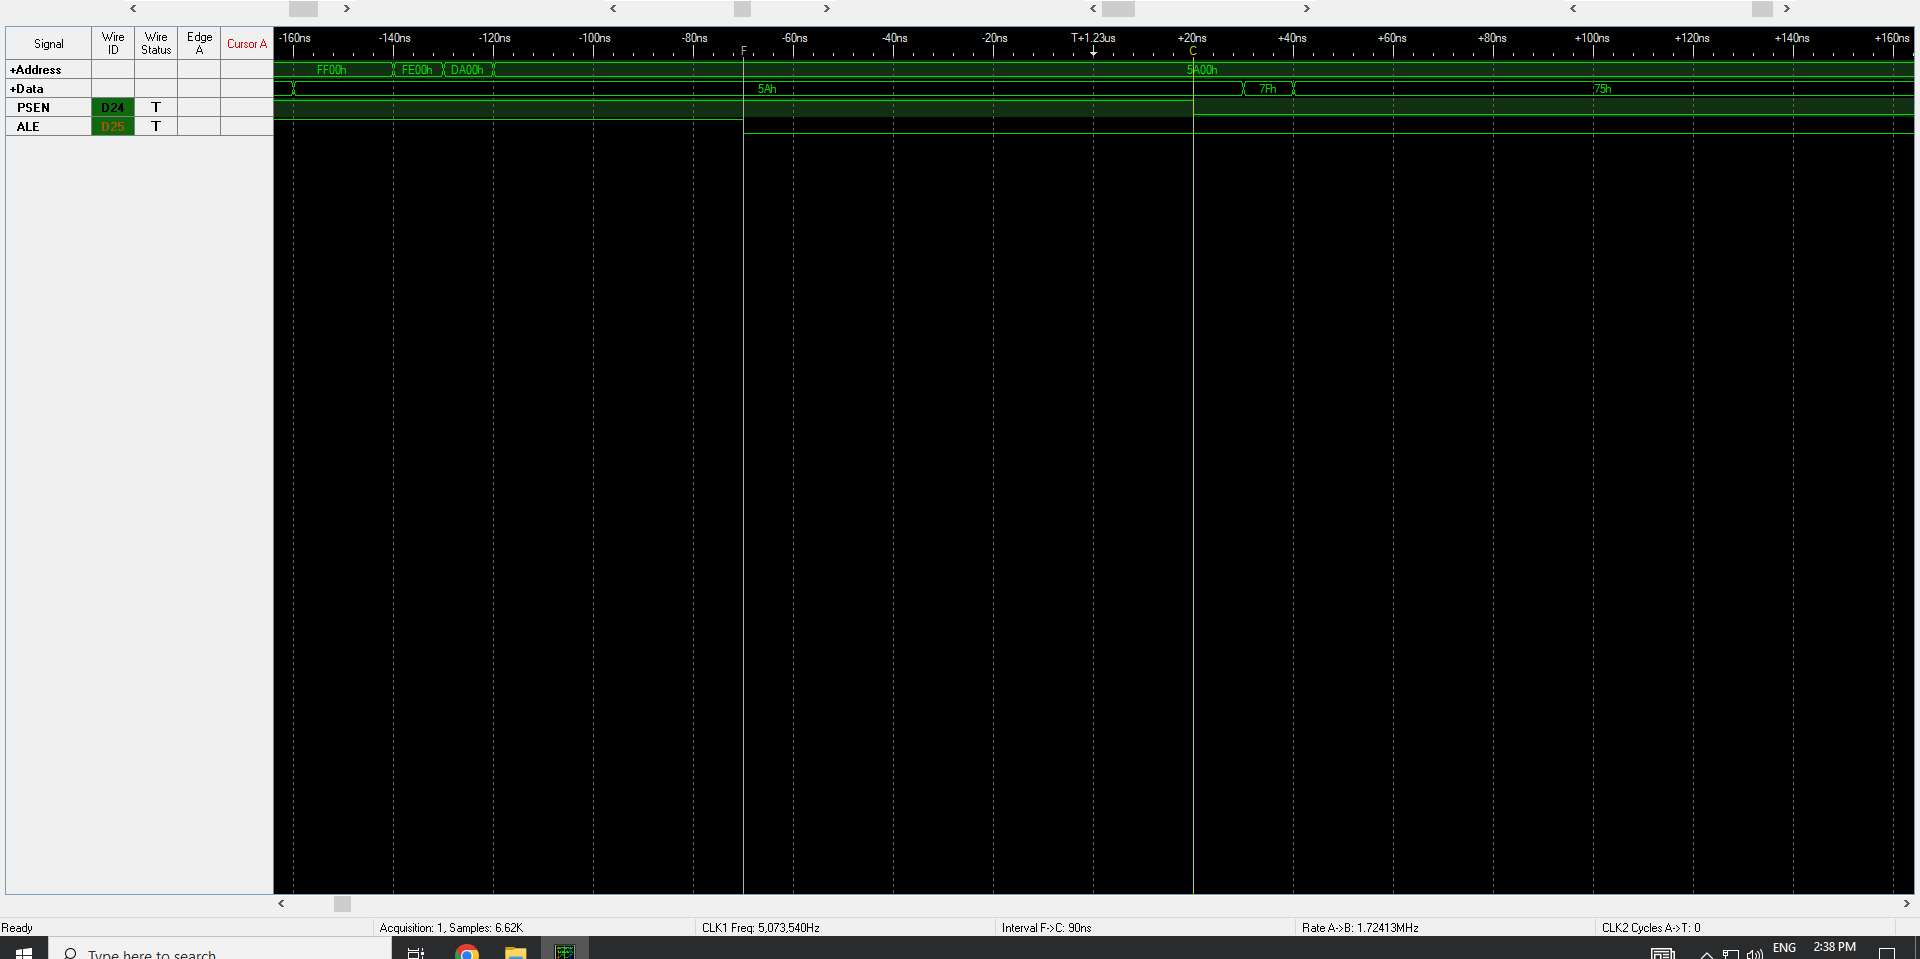 Signal Wire ID Wire Status Edge A Cursor A
-160ns -140ns -120ns -100ns -80ns -60ns -40ns -20ns T+1.23us +20ns +40ns +60ns +80ns +100ns +120ns +140ns +160ns
F C
+Address FF00h FE00h DA00h 5A00h
+Data 5Ah 7Fh 75h
PSEN D24 T
ALE D25 T
Ready Acquisition: 1, Samples: 6.62K CLK1 Freq: 5,073,540Hz Interval F->C: 90ns Rate A->B: 1.72413MHz CLK2 Cycles A->T: 0
Type here to search ENG 2:38 PM